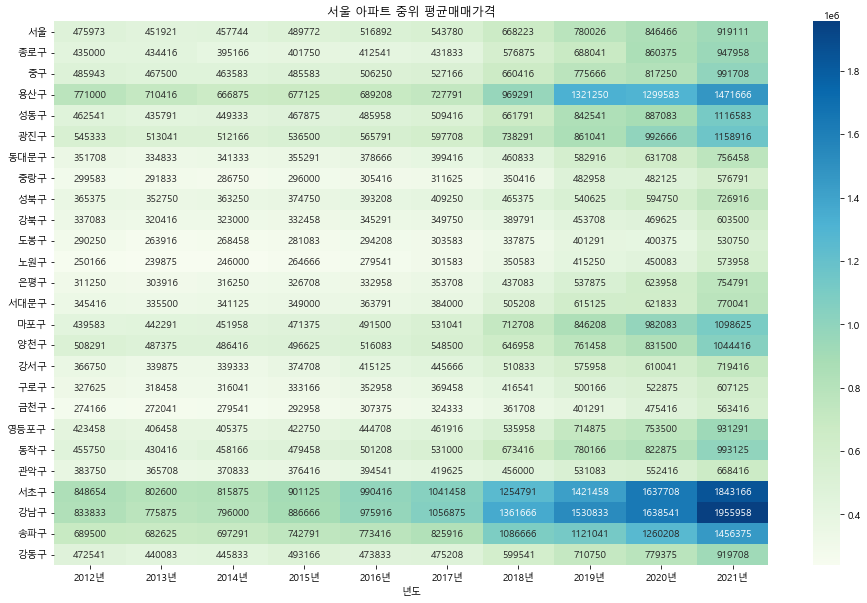 서울 아파트 중위 평균매매가격
1e6
서울 475973 451921 457744 489772 516892 543780 668223 780026 846466 919111
종로구 435000 434416 395166 401750 412541 431833 576875 688041 860375 947958
중구 485943 467500 463583 485583 506250 527166 660416 775666 817250 991708
용산구 771000 710416 666875 677125 689208 727791 969291 1321250 1299583 1471666
성동구 462541 435791 449333 467875 485958 509416 661791 842541 887083 1116583
광진구 545333 513041 512166 536500 565791 597708 738291 861041 992666 1158916
동대문구 351708 334833 341333 355291 378666 399416 460833 582916 631708 756458
중랑구 299583 291833 286750 296000 305416 311625 350416 482958 482125 576791
성북구 365375 352750 363250 374750 393208 409250 465375 540625 594750 726916
강북구 337083 320416 323000 332458 345291 349750 389791 453708 469625 603500
도봉구 290250 263916 268458 281083 294208 303583 337875 401291 400375 530750
노원구 250166 239875 246000 264666 279541 301583 350583 415250 450083 573958
은평구 311250 303916 316250 326708 332958 353708 437083 537875 623958 754791
서대문구 345416 335500 341125 349000 363791 384000 505208 615125 621833 770041
마포구 439583 442291 451958 471375 491500 531041 712708 846208 982083 1098625
양천구 508291 487375 486416 496625 516083 548500 646958 761458 831500 1044416
강서구 366750 339875 339333 374708 415125 445666 510833 575958 610041 719416
구로구 327625 318458 316041 333166 352958 369458 416541 500166 522875 607125
금천구 274166 272041 279541 292958 307375 324333 361708 401291 475416 563416
영등포구 423458 406458 405375 422750 444708 461916 535958 714875 753500 931291
동작구 455750 430416 458166 479458 501208 531000 673416 780166 822875 993125
관악구 383750 365708 370833 376416 394541 419625 456000 531083 552416 668416
서초구 848654 802600 815875 901125 990416 1041458 1254791 1421458 1637708 1843166
강남구 833833 775875 796000 886666 975916 1056875 1361666 1530833 1638541 1955958
송파구 689500 682625 697291 742791 773416 825916 1086666 1121041 1260208 1456375
강동구 472541 440083 445833 493166 473833 475208 599541 710750 779375 919708
2012년 2013년 2014년 2015년 2016년 2017년 2018년 2019년 2020년 2021년
년도
1.8
1.6
1.4
1.2
1.0
0.8
0.6
0.4